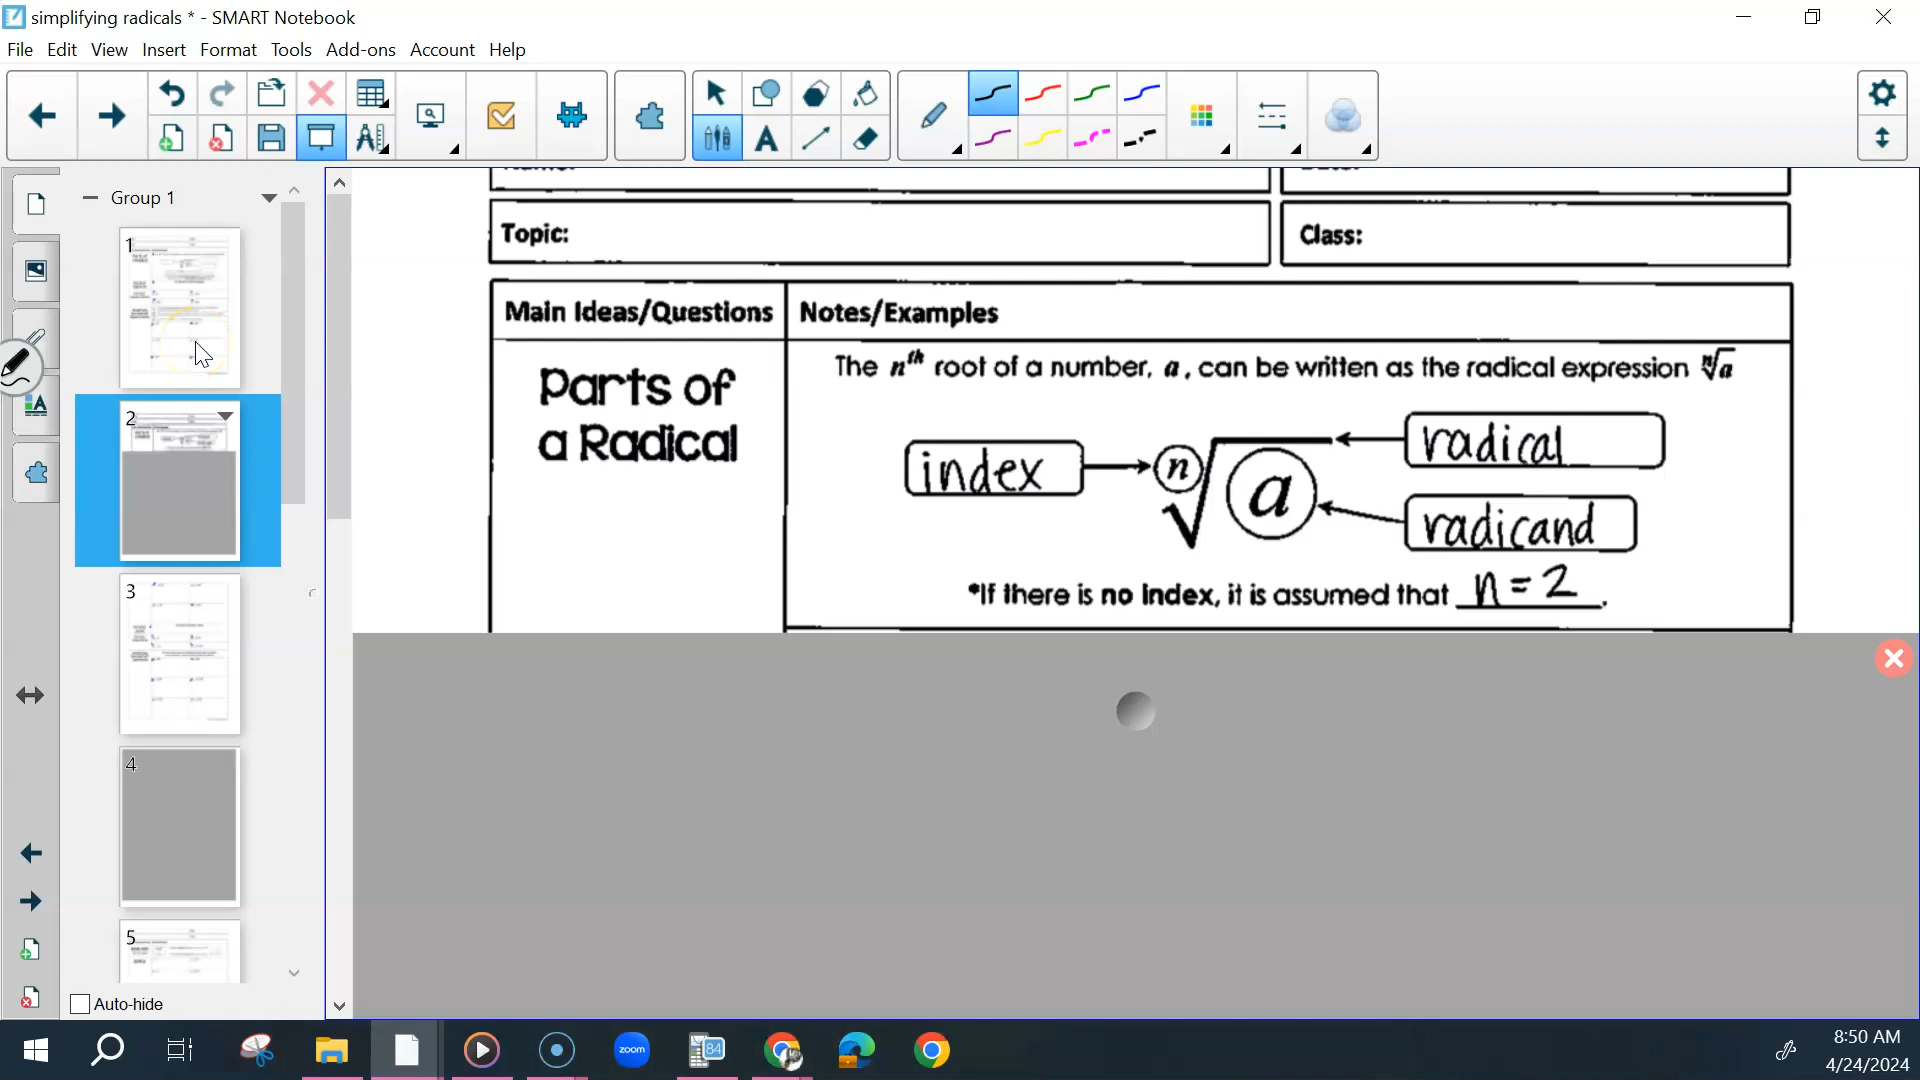 simplifying radicals * - SMART Notebook
File Edit View Insert Format Tools Add-ons Account Help
Group 1
1
2
3
4
5
Auto-hide
Topic:
Class:
Main Ideas/Questions
Notes/Examples
Parts of
a Radical
The nth root of a number, a, can be written as the radical expression ⁿ√a
index
n
a
radical
radicand
*If there is no index, it is assumed that n = 2.
zoom
84
8:50 AM
4/24/2024